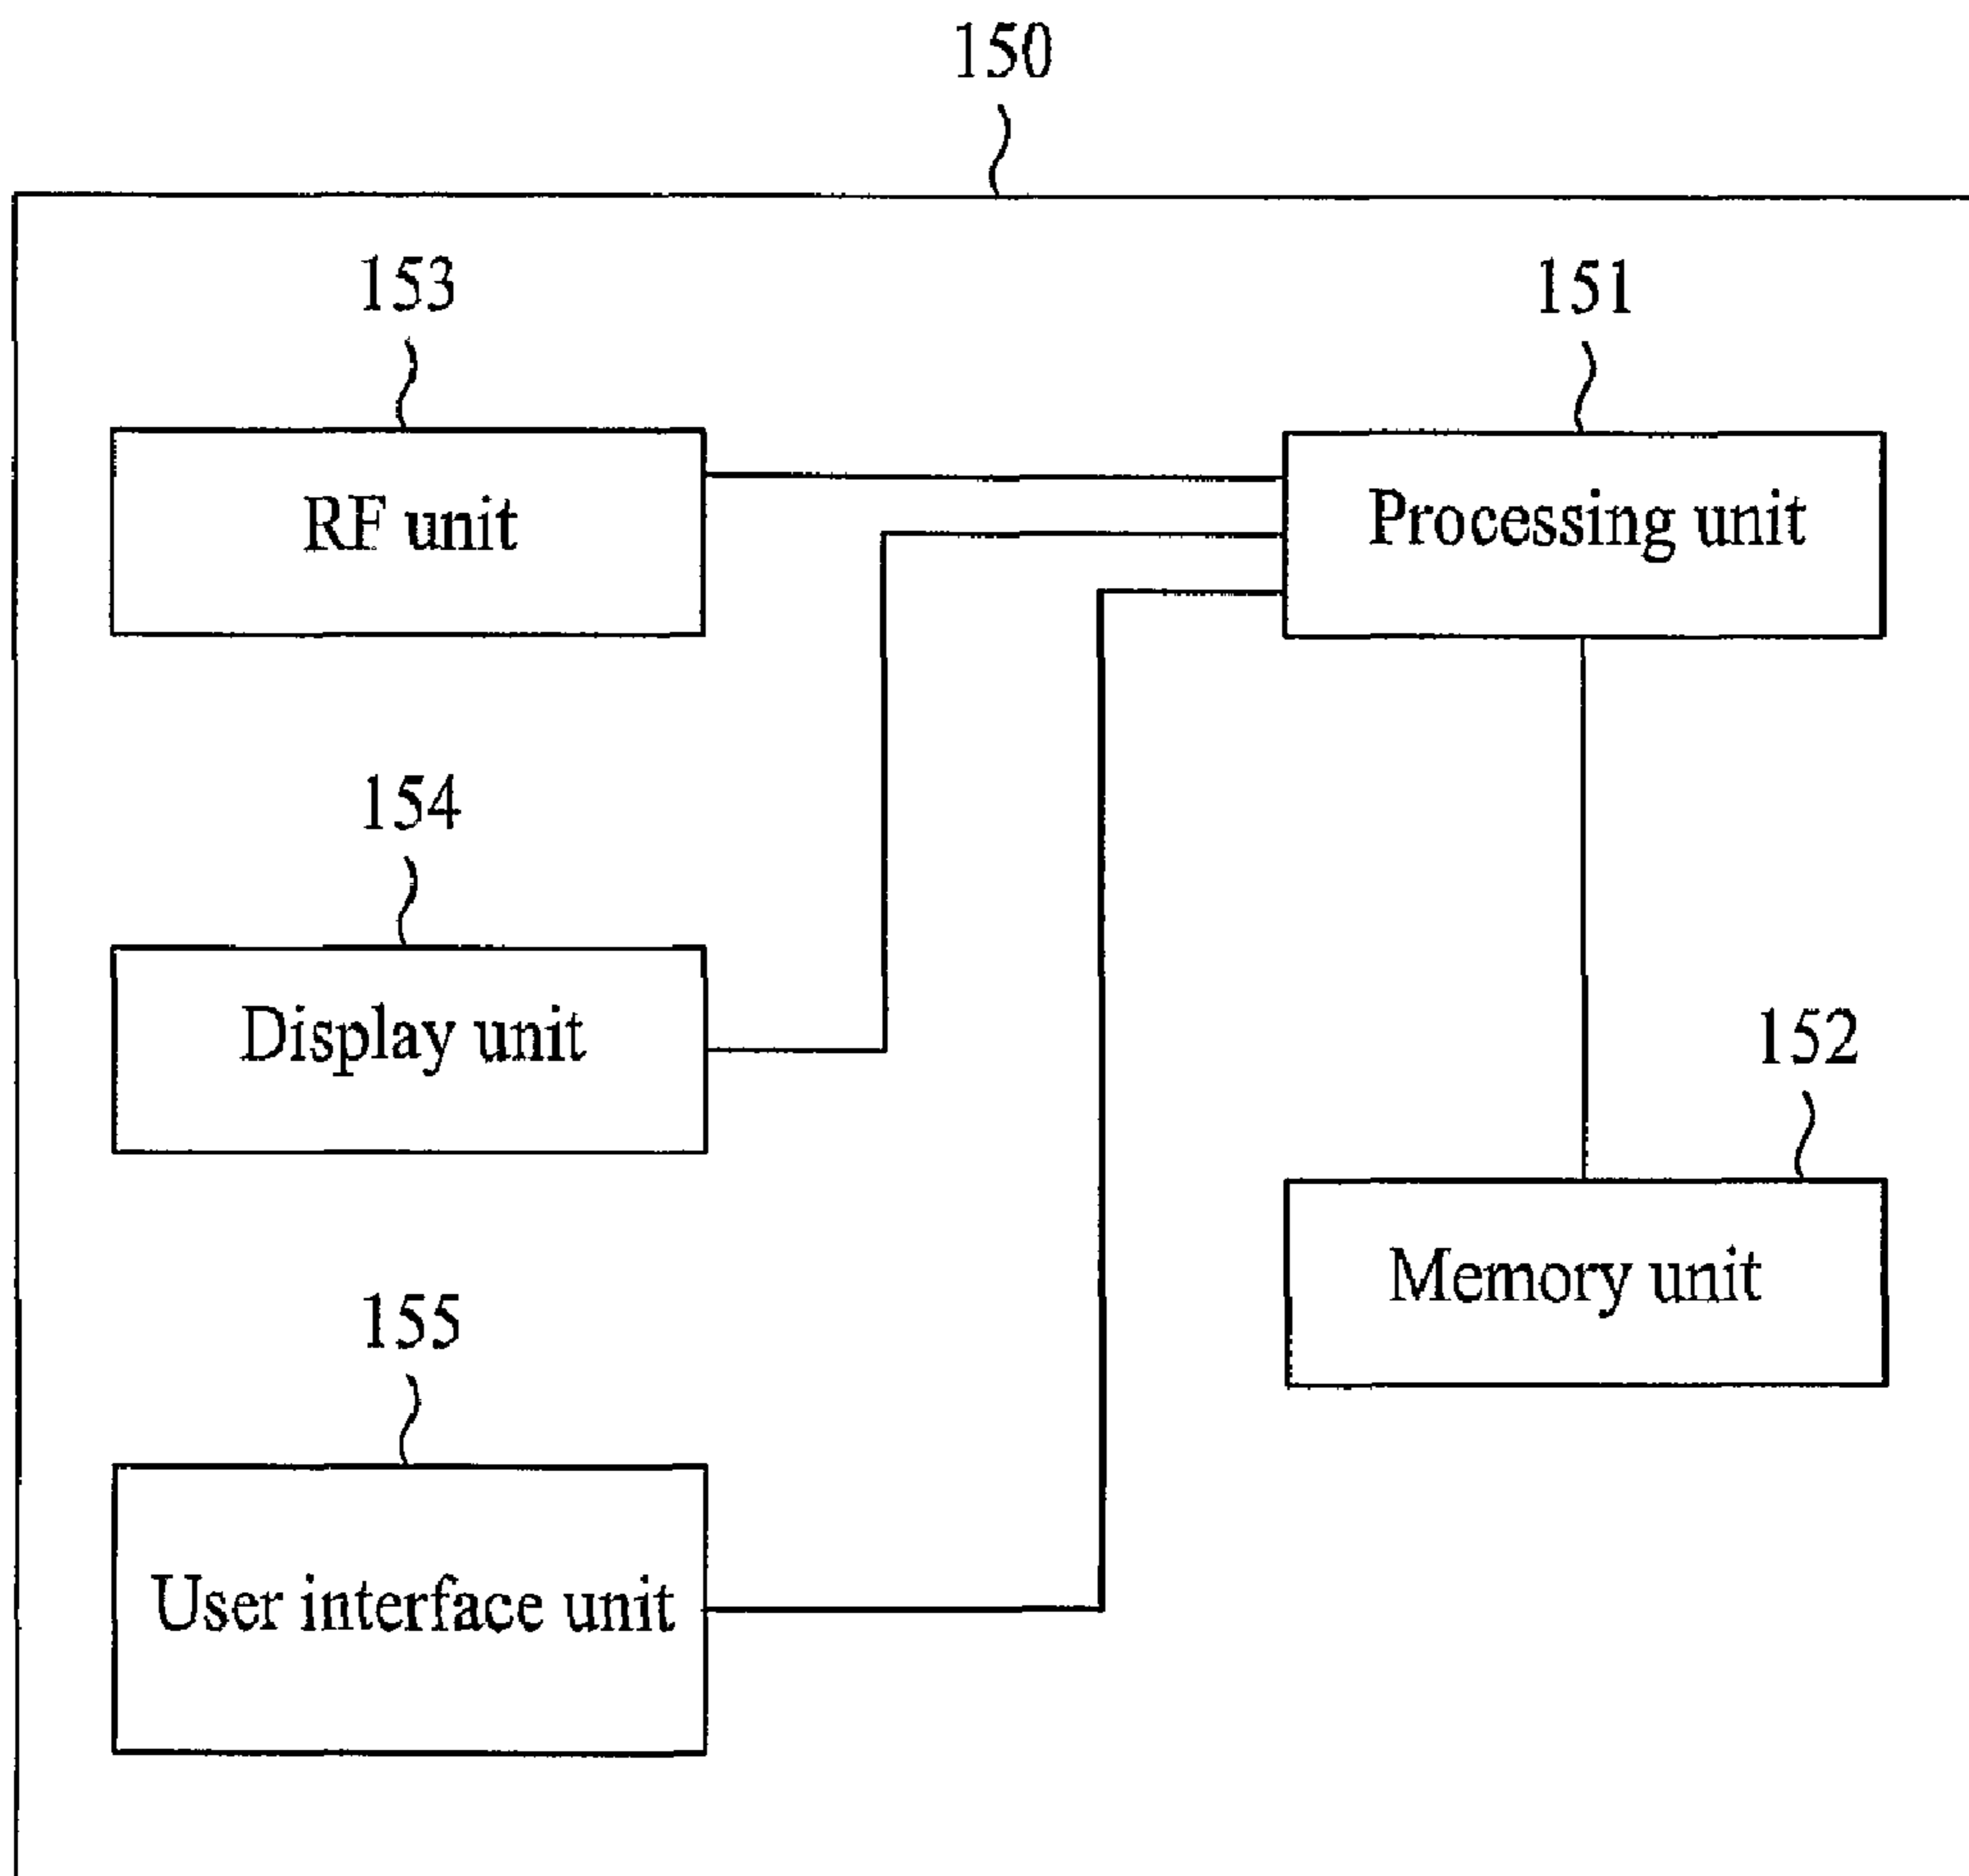 150
153
151
RF unit
Processing unit
154
Display unit
152
Memory unit
155
User interface unit